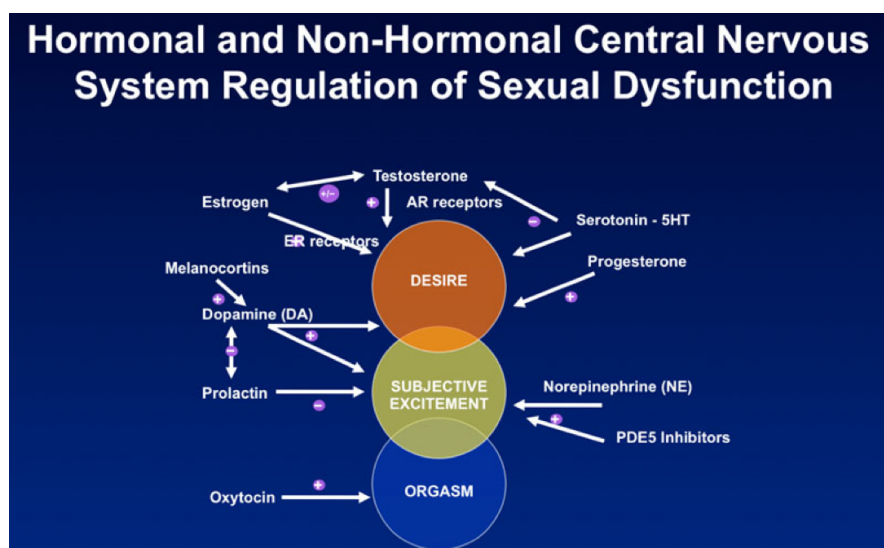 Hormonal and Non-Hormonal Central Nervous
System Regulation of Sexual Dysfunction
Testosterone
+/-
Estrogen
+
AR receptors
-
Serotonin - 5HT
ER receptors
+
Melanocortins
DESIRE
Progesterone
+
+
Dopamine (DA)
+
-
SUBJECTIVE
EXCITEMENT
Norepinephrine (NE)
Prolactin
-
+
PDE5 Inhibitors
+
Oxytocin
ORGASM